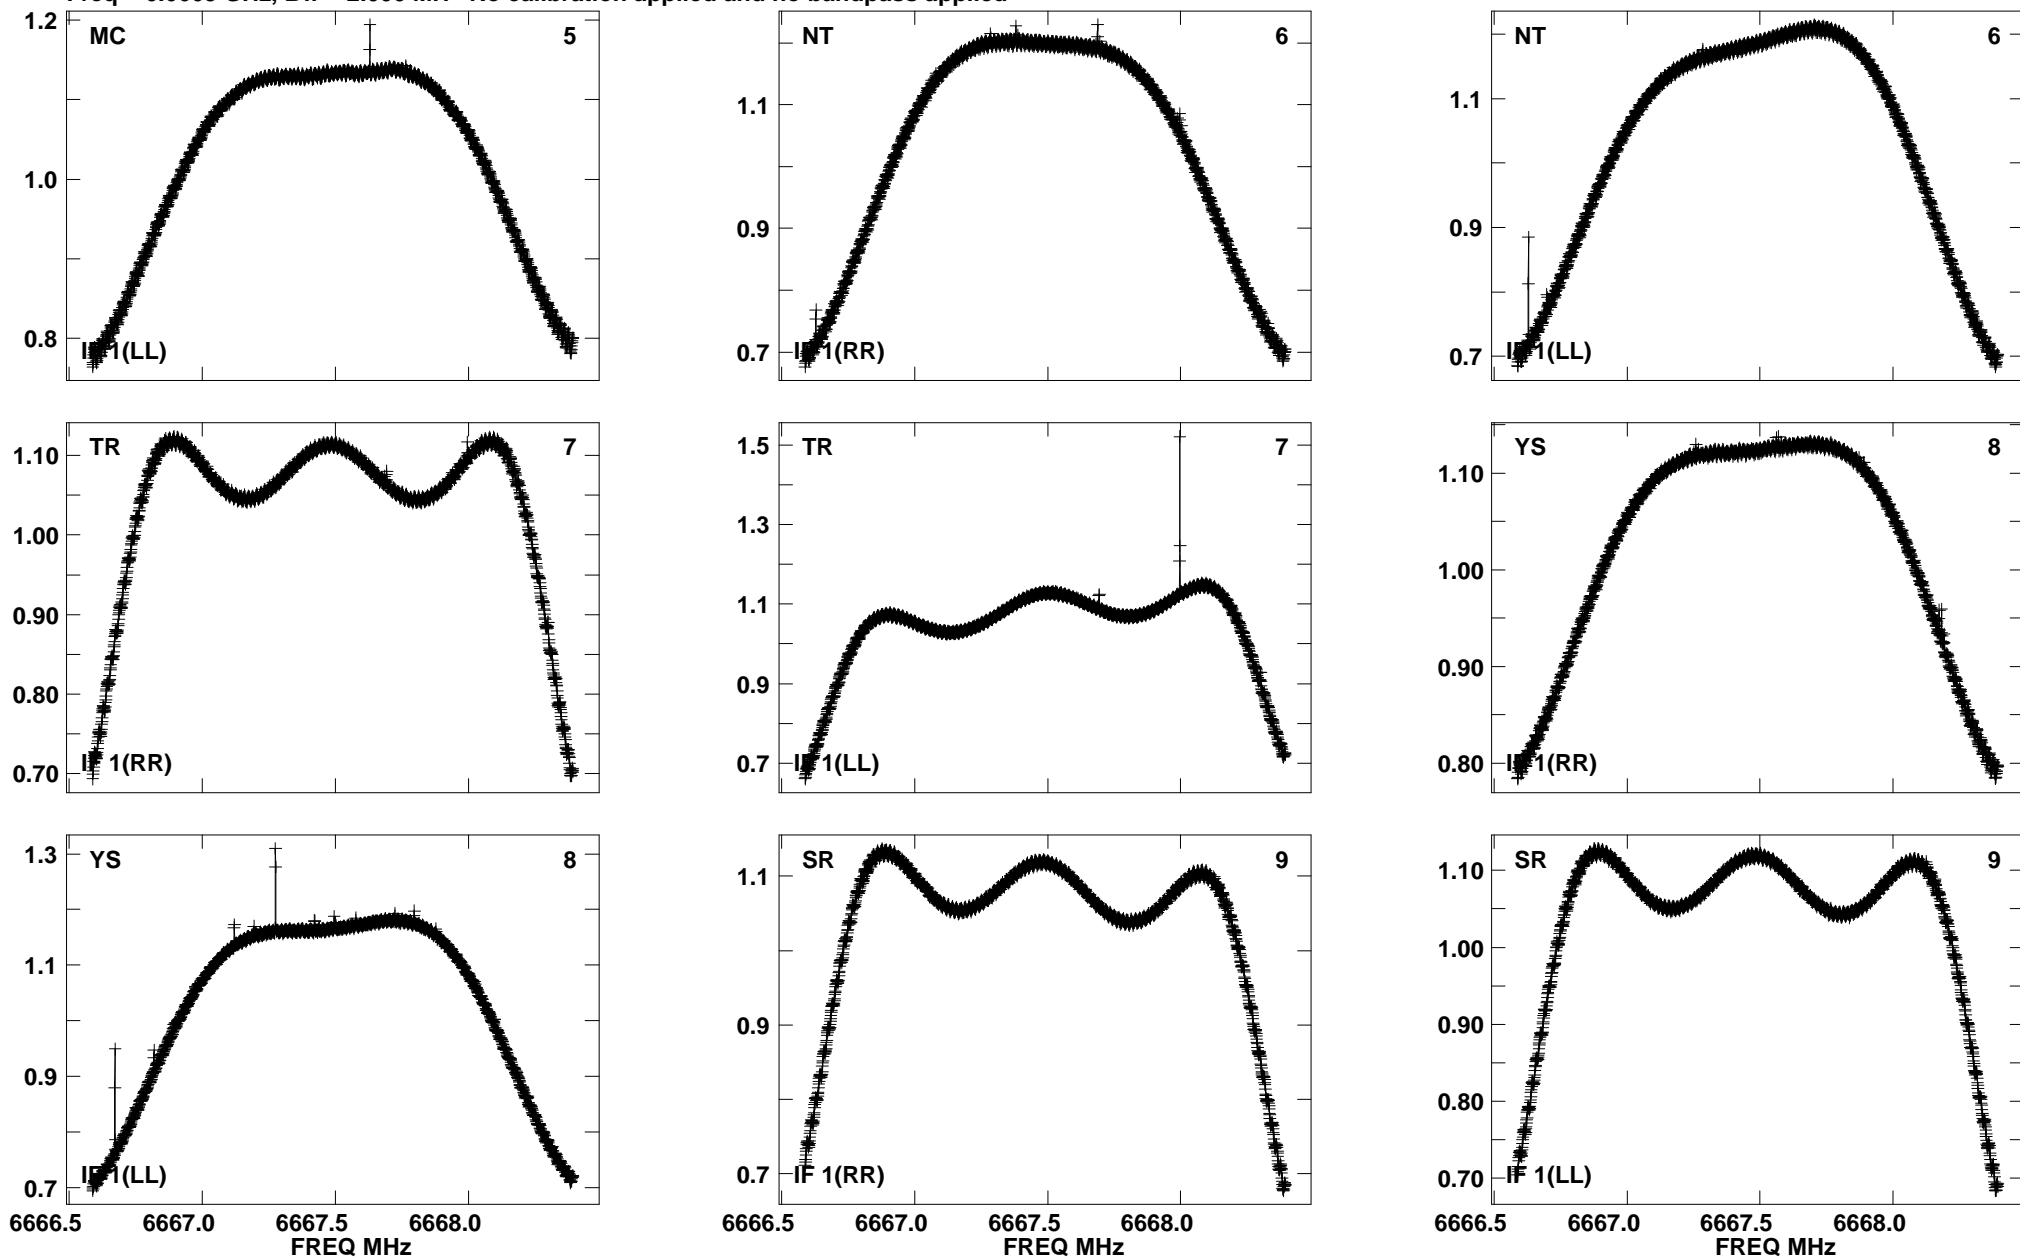 No calibration applied and no bandpass applied
1.2
1.0
0.8
MC
5
IF 1(LL)
1.1
0.9
0.7
NT
6
IF 1(RR)
1.1
0.9
0.7
NT
6
IF 1(LL)
1.10
1.00
0.90
0.80
0.70
TR
7
IF 1(RR)
1.5
1.3
1.1
0.9
0.7
TR
7
IF 1(LL)
1.10
1.00
0.90
0.80
YS
8
IF 1(RR)
1.3
1.1
0.9
0.7
YS
8
IF 1(LL)
1.1
0.9
0.7
SR
9
IF 1(RR)
1.10
1.00
0.90
0.80
0.70
SR
9
IF 1(LL)
6666.5 6667.0 6667.5 6668.0
FREQ MHz
6666.5 6667.0 6667.5 6668.0
FREQ MHz
6666.5 6667.0 6667.5 6668.0
FREQ MHz